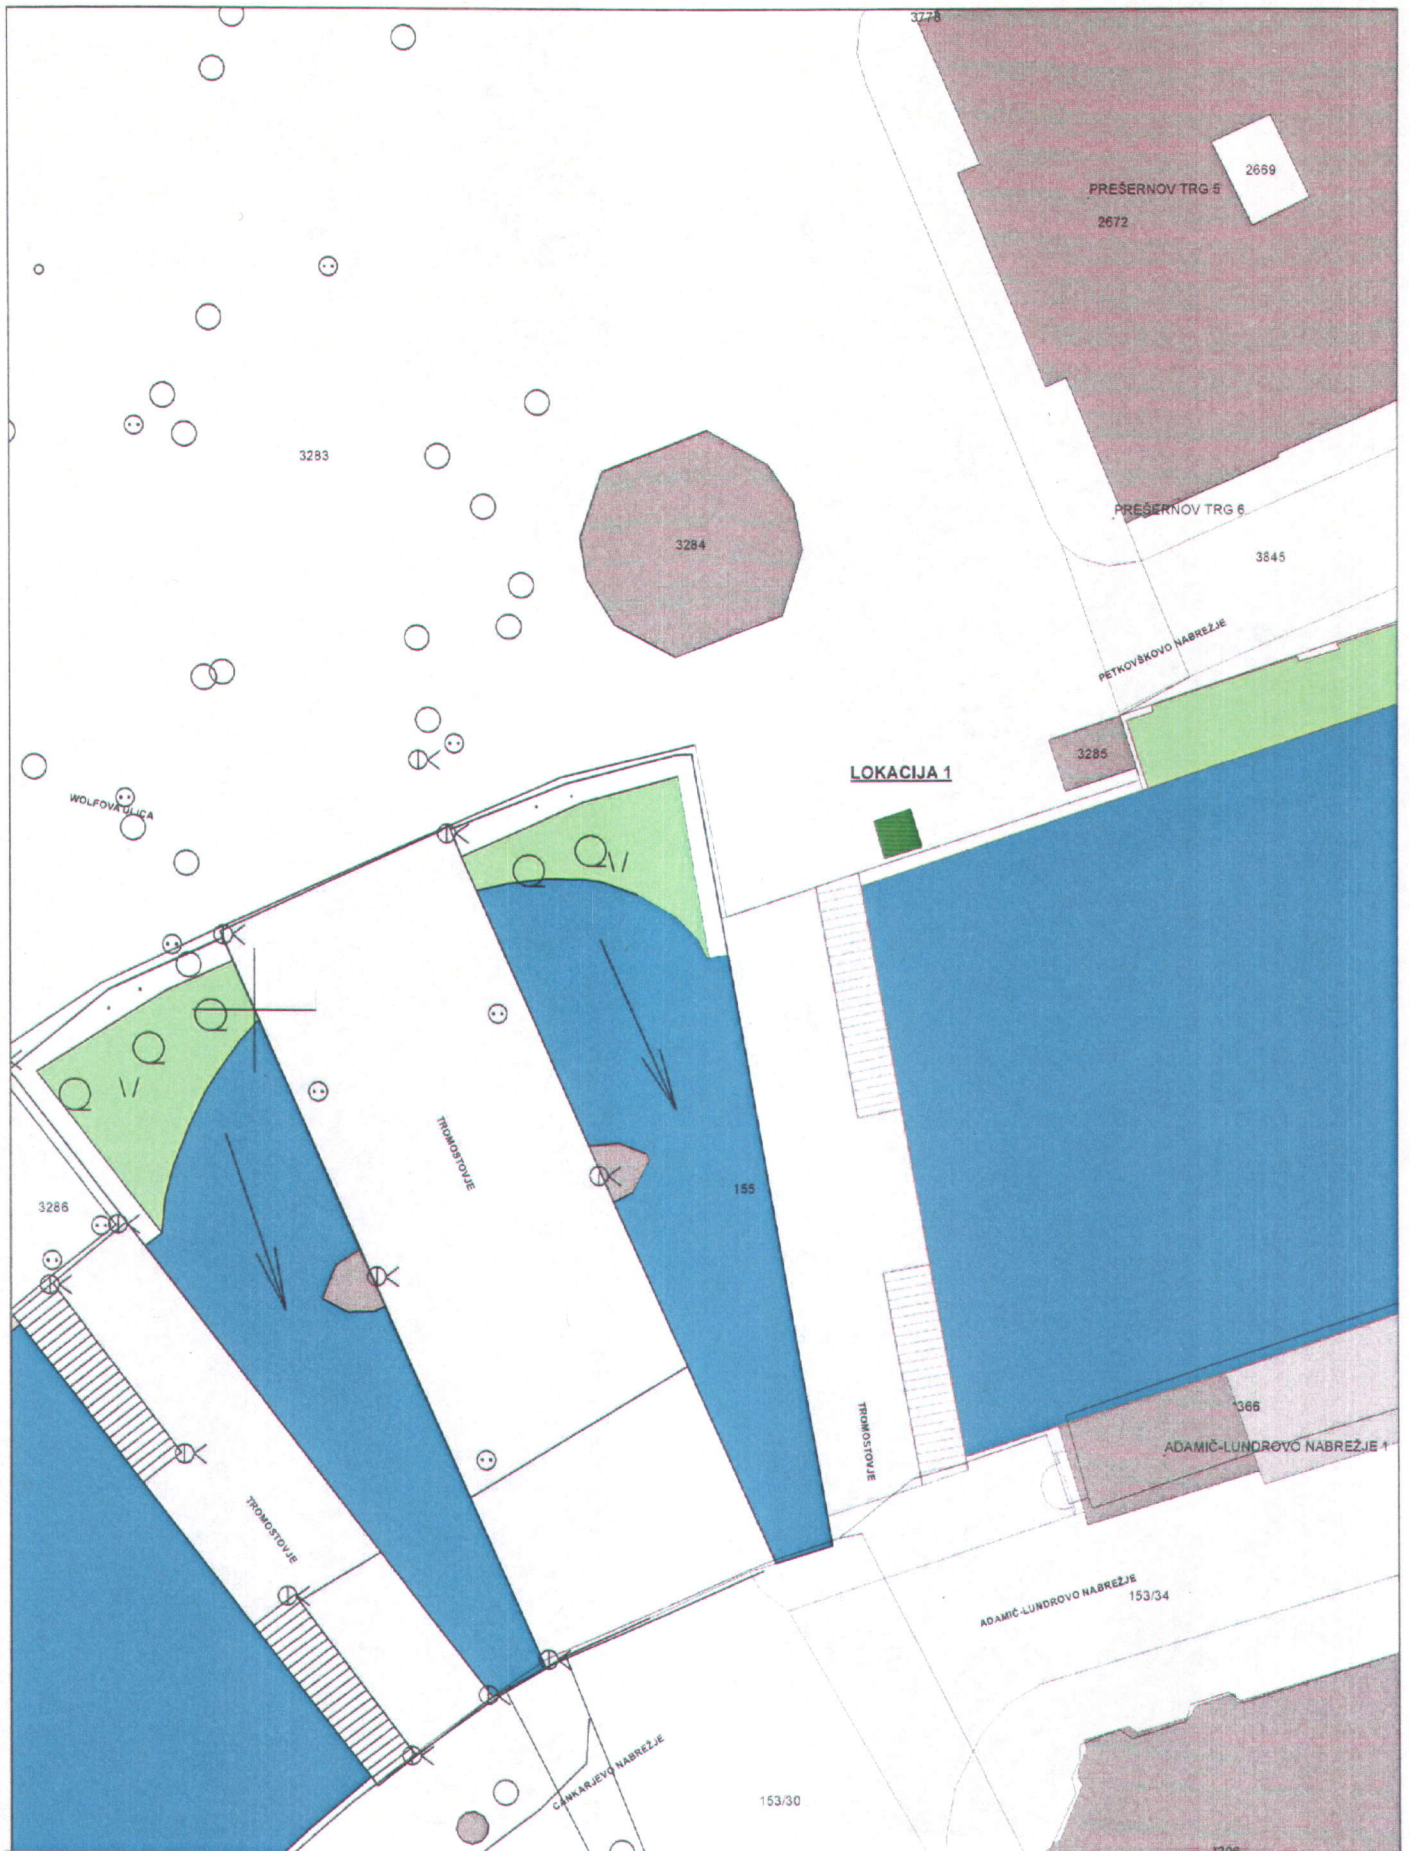 3778
2669
PREŠERNOV TRG 5
2672
3283
PREŠERNOV TRG 6
3284
3845
PETKOVŠKOVO NABREŽJE
3285
LOKACIJA 1
WOLFOVA ULICA
TROMOSTOVJE
155
3286
*366
TROMOSTOVJE
ADAMIČ-LUNDROVO NABREŽJE 1
TROMOSTOVJE
ADAMIČ-LUNDROVO NABREŽJE
153/34
CANKARJEVO NABREŽJE
153/30